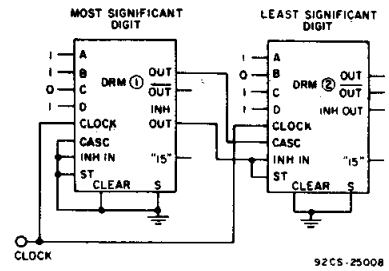 MOST SIGNIFICANT
DIGIT
LEAST SIGNIFICANT
DIGIT
1 A
1 B OUT
0 C DRM ① OUT
1 D INH
CLOCK OUT
CASC
INH IN "15"
ST
CLEAR S
1 A
0 B OUT
1 C DRM ② OUT
1 D INH OUT
CLOCK
CASC
INH IN "15"
ST
CLEAR S
CLOCK
92CS-25008